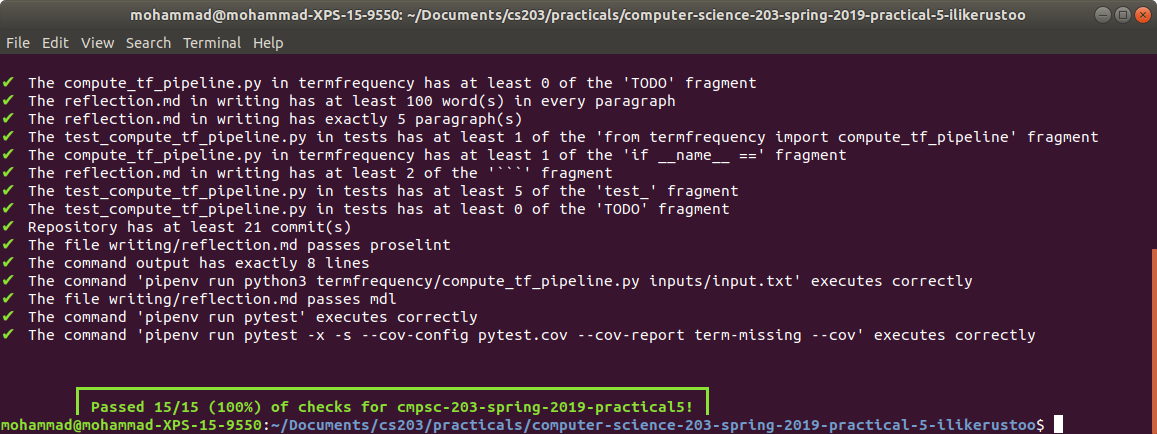 mohammad@mohammad-XPS-15-9550: ~/Documents/cs203/practicals/computer-science-203-spring-2019-practical-5-ilikerustoo
File Edit View Search Terminal Help
✔ The compute_tf_pipeline.py in termfrequency has at least 0 of the 'TODO' fragment
✔ The reflection.md in writing has at least 100 word(s) in every paragraph
✔ The reflection.md in writing has exactly 5 paragraph(s)
✔ The test_compute_tf_pipeline.py in tests has at least 1 of the 'from termfrequency import compute_tf_pipeline' fragment
✔ The compute_tf_pipeline.py in termfrequency has at least 1 of the 'if __name__ ==' fragment
✔ The reflection.md in writing has at least 2 of the '```' fragment
✔ The test_compute_tf_pipeline.py in tests has at least 5 of the 'test_' fragment
✔ The test_compute_tf_pipeline.py in tests has at least 0 of the 'TODO' fragment
✔ Repository has at least 21 commit(s)
✔ The file writing/reflection.md passes proselint
✔ The command output has exactly 8 lines
✔ The command 'pipenv run python3 termfrequency/compute_tf_pipeline.py inputs/input.txt' executes correctly
✔ The file writing/reflection.md passes mdl
✔ The command 'pipenv run pytest' executes correctly
✔ The command 'pipenv run pytest -x -s --cov-config pytest.cov --cov-report term-missing --cov' executes correctly
Passed 15/15 (100%) of checks for cmpsc-203-spring-2019-practical5!
mohammad@mohammad-XPS-15-9550:~/Documents/cs203/practicals/computer-science-203-spring-2019-practical-5-ilikerustoo$